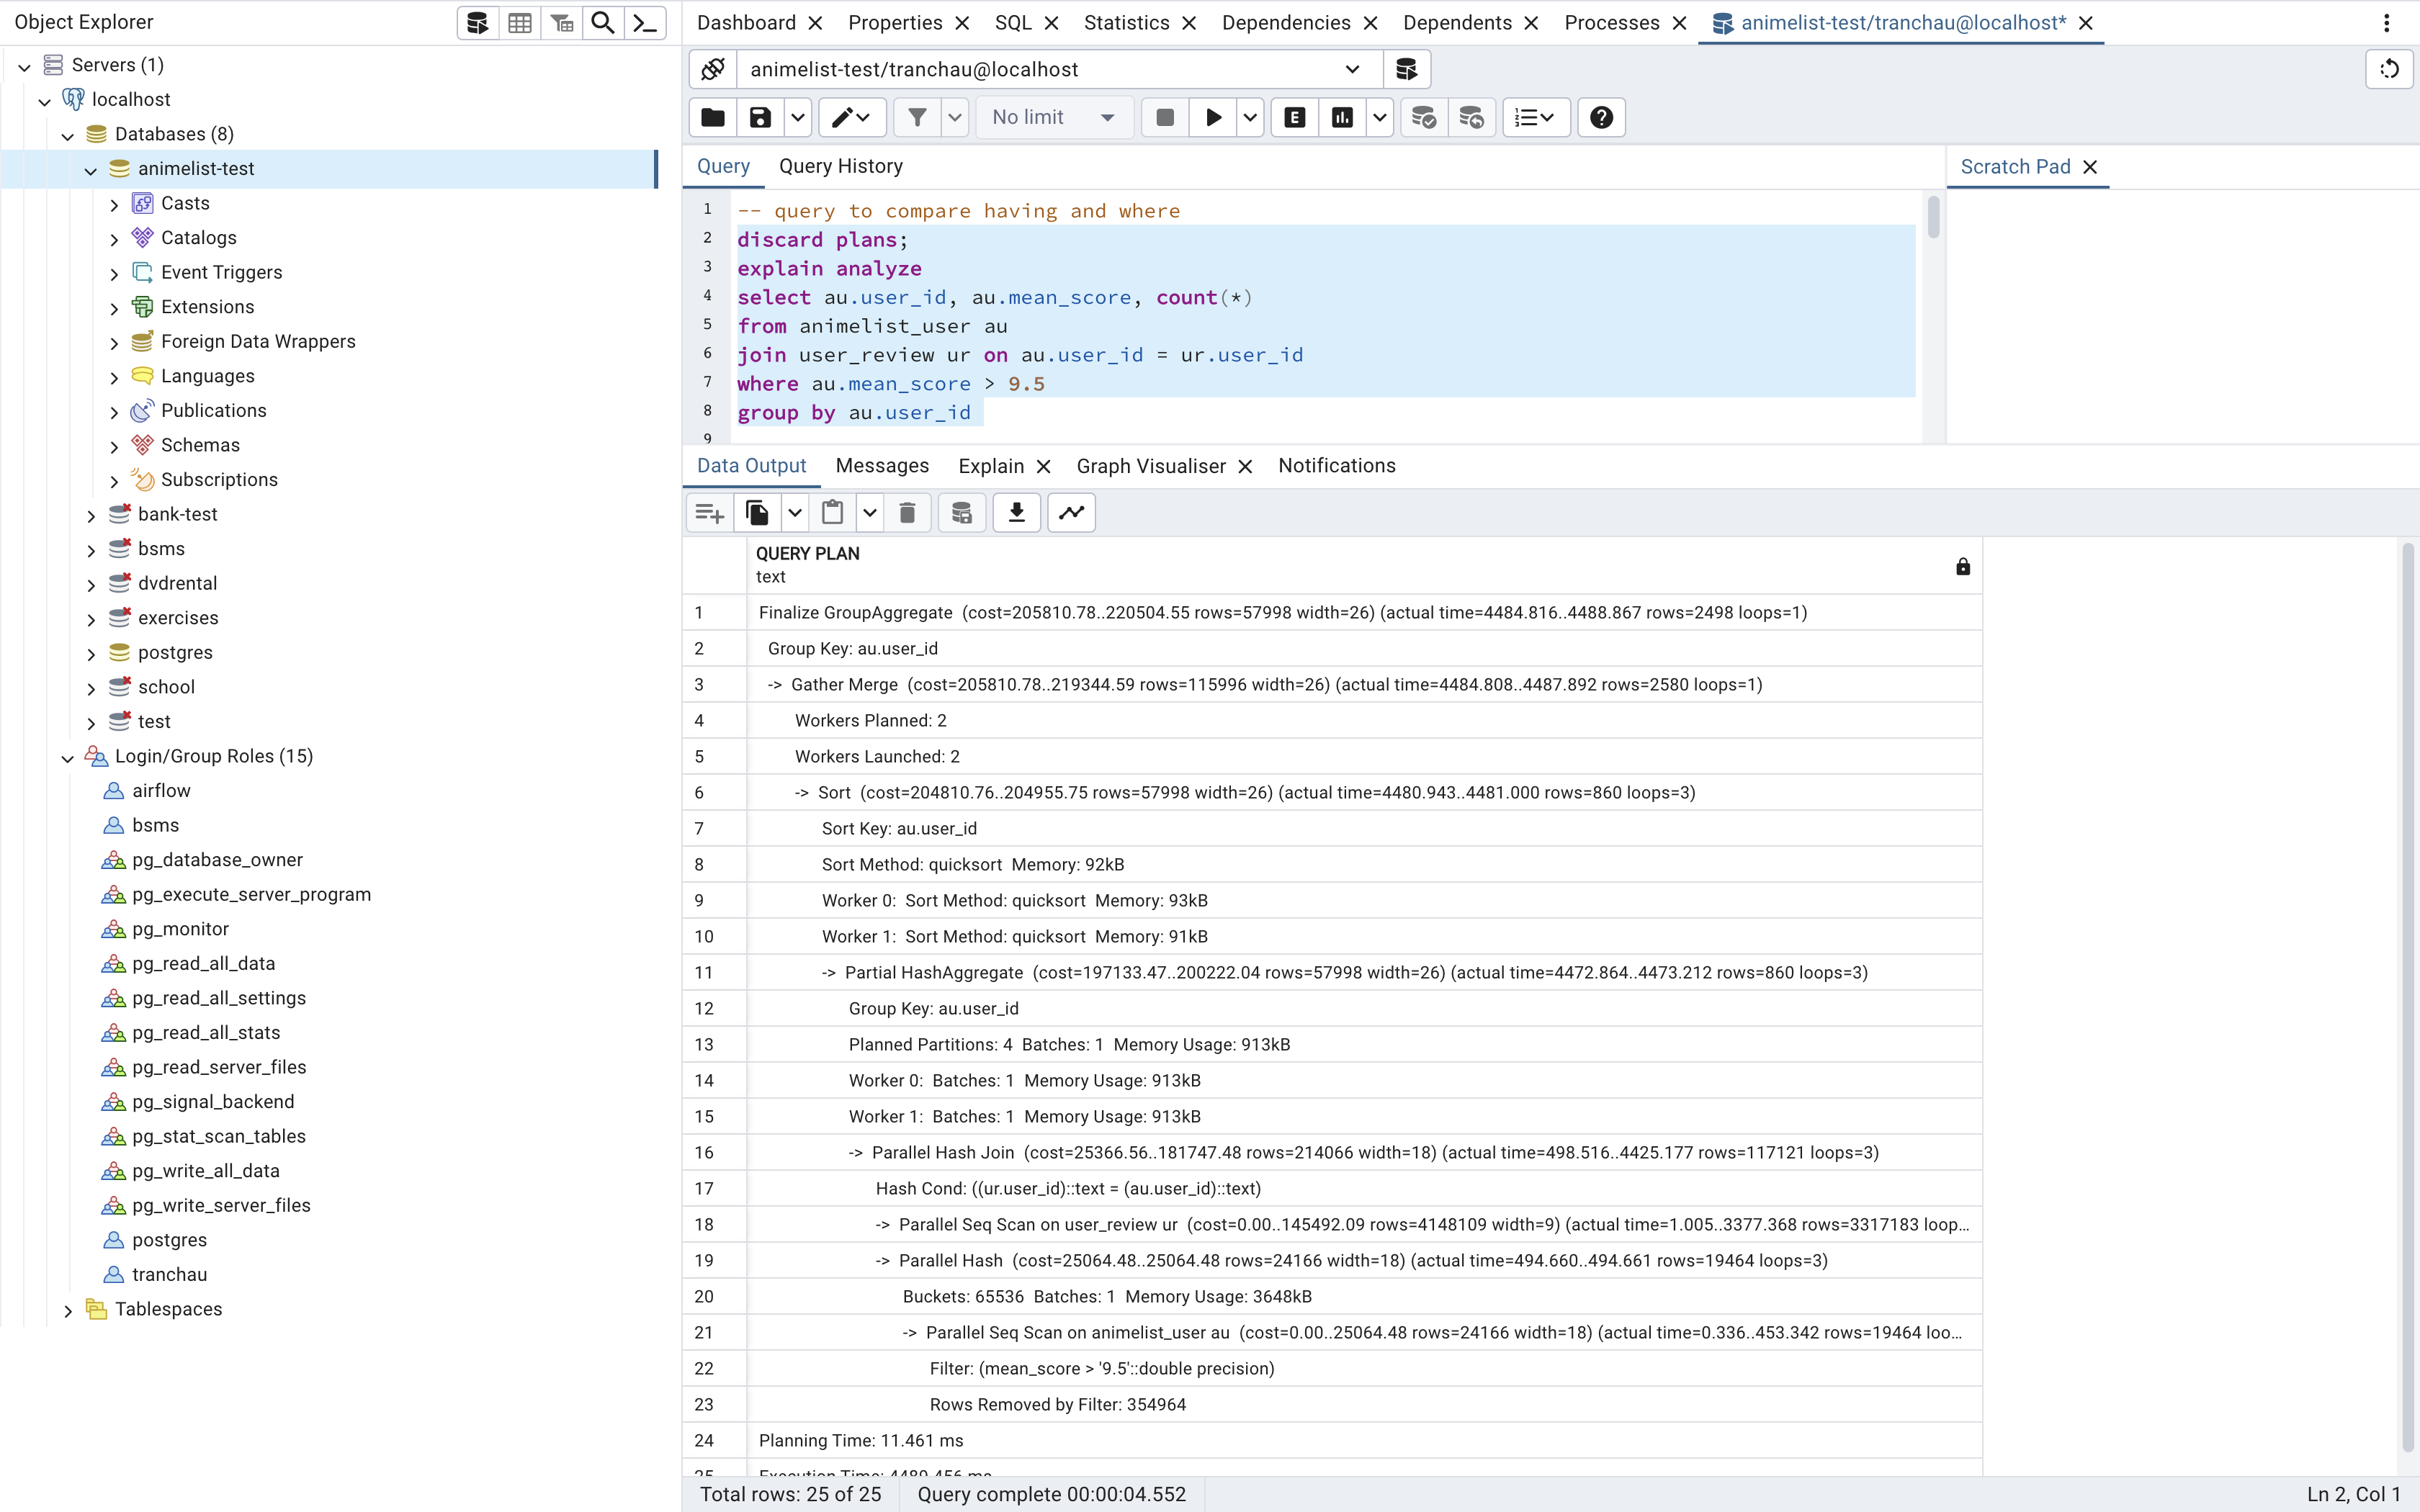 Object Explorer
Servers (1)
localhost
Databases (8)
animelist-test
Casts
Catalogs
Event Triggers
Extensions
Foreign Data Wrappers
Languages
Publications
Schemas
Subscriptions
bank-test
bsms
dvdrental
exercises
postgres
school
test
Login/Group Roles (15)
airflow
bsms
pg_database_owner
pg_execute_server_program
pg_monitor
pg_read_all_data
pg_read_all_settings
pg_read_all_stats
pg_read_server_files
pg_signal_backend
pg_stat_scan_tables
pg_write_all_data
pg_write_server_files
postgres
tranchau
Tablespaces
Dashboard Properties SQL Statistics Dependencies Dependents Processes animelist-test/tranchau@localhost*
animelist-test/tranchau@localhost
No limit E
Query Query History Scratch Pad
1 -- query to compare having and where
2 discard plans;
3 explain analyze
4 select au.user_id, au.mean_score, count(*)
5 from animelist_user au
6 join user_review ur on au.user_id = ur.user_id
7 where au.mean_score > 9.5
8 group by au.user_id
9
Data Output Messages Explain Graph Visualiser Notifications
QUERY PLAN
text
1 Finalize GroupAggregate (cost=205810.78..220504.55 rows=57998 width=26) (actual time=4484.816..4488.867 rows=2498 loops=1)
2 Group Key: au.user_id
3 -> Gather Merge (cost=205810.78..219344.59 rows=115996 width=26) (actual time=4484.808..4487.892 rows=2580 loops=1)
4 Workers Planned: 2
5 Workers Launched: 2
6 -> Sort (cost=204810.76..204955.75 rows=57998 width=26) (actual time=4480.943..4481.000 rows=860 loops=3)
7 Sort Key: au.user_id
8 Sort Method: quicksort Memory: 92kB
9 Worker 0: Sort Method: quicksort Memory: 93kB
10 Worker 1: Sort Method: quicksort Memory: 91kB
11 -> Partial HashAggregate (cost=197133.47..200222.04 rows=57998 width=26) (actual time=4472.864..4473.212 rows=860 loops=3)
12 Group Key: au.user_id
13 Planned Partitions: 4 Batches: 1 Memory Usage: 913kB
14 Worker 0: Batches: 1 Memory Usage: 913kB
15 Worker 1: Batches: 1 Memory Usage: 913kB
16 -> Parallel Hash Join (cost=25366.56..181747.48 rows=214066 width=18) (actual time=498.516..4425.177 rows=117121 loops=3)
17 Hash Cond: ((ur.user_id)::text = (au.user_id)::text)
18 -> Parallel Seq Scan on user_review ur (cost=0.00..145492.09 rows=4148109 width=9) (actual time=1.005..3377.368 rows=3317183 loop...
19 -> Parallel Hash (cost=25064.48..25064.48 rows=24166 width=18) (actual time=494.660..494.661 rows=19464 loops=3)
20 Buckets: 65536 Batches: 1 Memory Usage: 3648kB
21 -> Parallel Seq Scan on animelist_user au (cost=0.00..25064.48 rows=24166 width=18) (actual time=0.336..453.342 rows=19464 loo...
22 Filter: (mean_score > '9.5'::double precision)
23 Rows Removed by Filter: 354964
24 Planning Time: 11.461 ms
25 Execution Time: 4489.456 ms
Total rows: 25 of 25 Query complete 00:00:04.552 Ln 2, Col 1